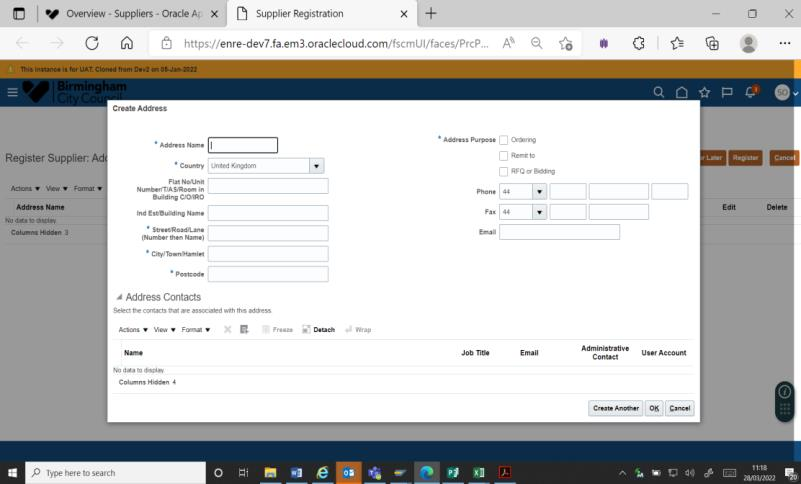 Overview - Suppliers - Oracle Ap
Supplier Registration
https://enre-dev7.fa.em3.oraclecloud.com/fscmUI/faces/PrcP...
This instance is for UAT. Cloned from Dev2 on 05-Jan-2022
Birmingham
City Council
SO
Create Address
Register Supplier: Add
er Later
Register
Cancel
* Address Name
* Country United Kingdom
Flat No/Unit
Number/T/AS/Room in
Building C/O/IRO
Ind Est/Building Name
* Street/Road/Lane
(Number then Name)
* City/Town/Hamlet
* Postcode
* Address Purpose Ordering
Remit to
RFQ or Bidding
Phone 44
Fax 44
Email
Actions View Format
Address Name
Edit Delete
No data to display.
Columns Hidden 3
Address Contacts
Select the contacts that are associated with this address.
Actions View Format Freeze Detach Wrap
Name Job Title Email Administrative
Contact User Account
No data to display.
Columns Hidden 4
Create Another OK Cancel
Type here to search
11:18
28/03/2022
20